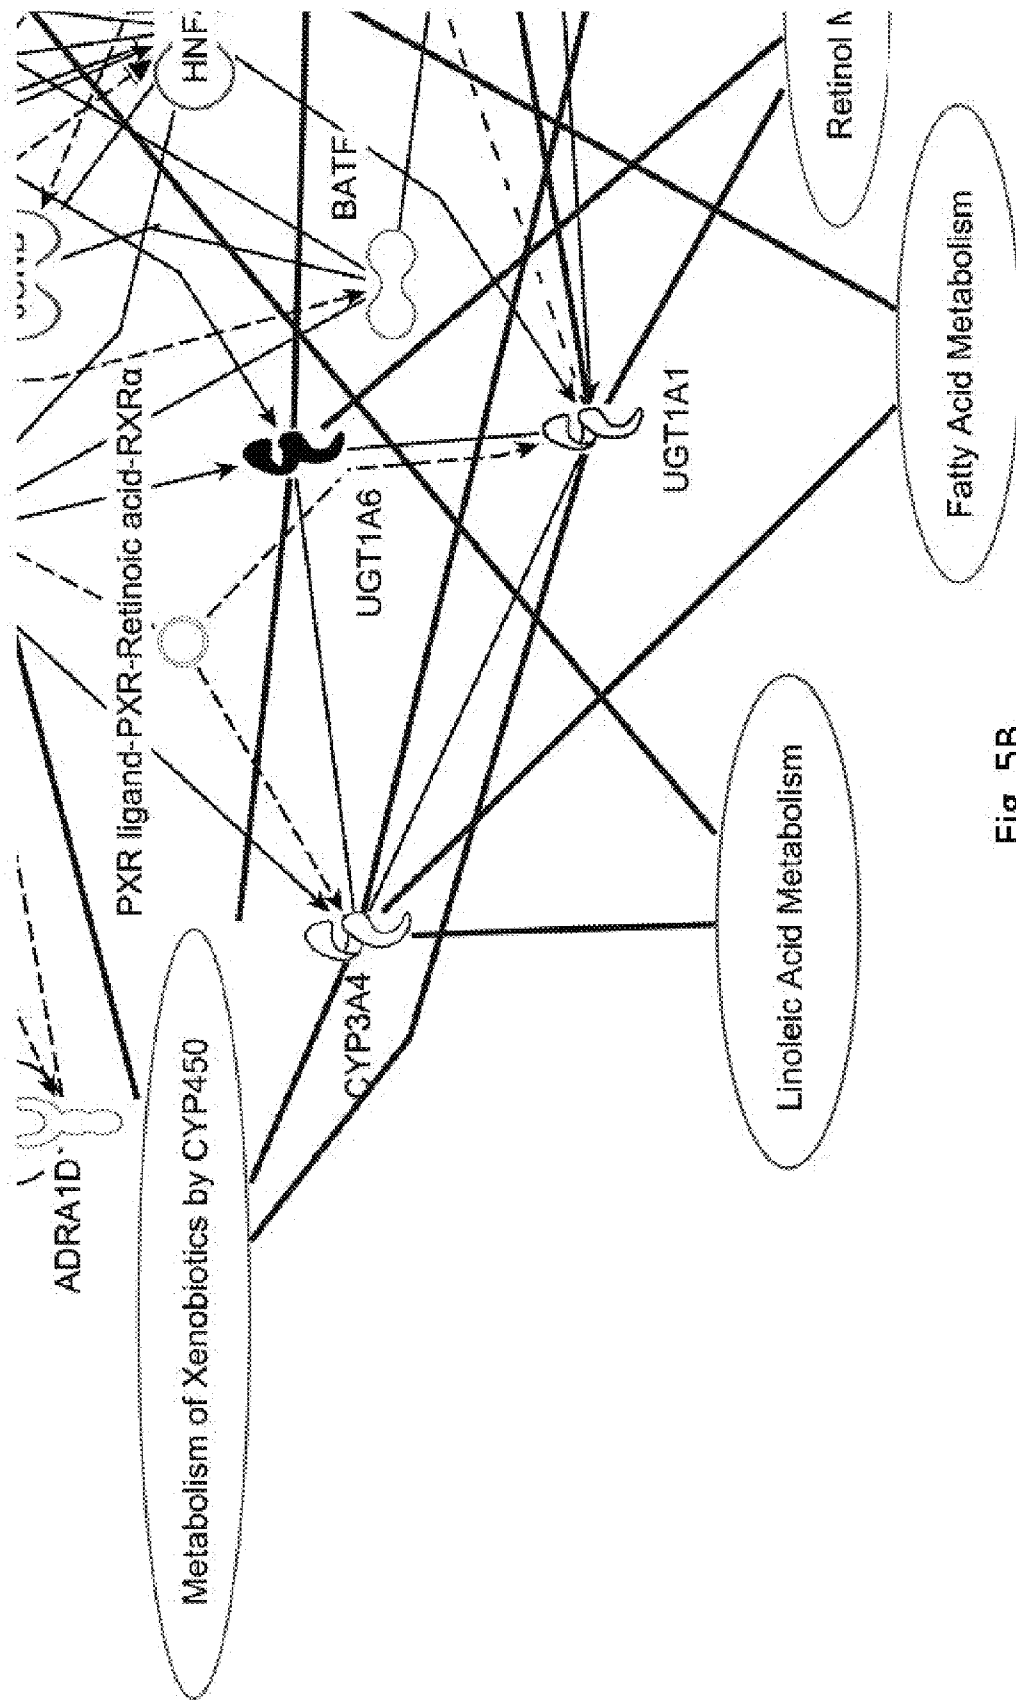 ADRA1D
Metabolism of Xenobiotics by CYP450
PXR ligand-PXR-Retinoic acid-RXRα
HNF
CYP3A4
UGT1A6
BATF
UGT1A1
Linoleic Acid Metabolism
Retinol
Fatty Acid Metabolism
Fig. 5B